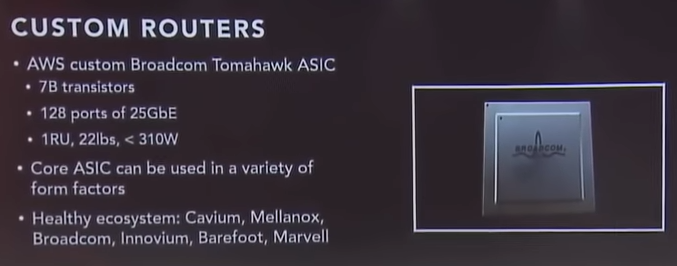 CUSTOM ROUTERS
• AWS custom Broadcom Tomahawk ASIC
• 7B transistors
• 128 ports of 25GbE
• 1RU, 22lbs, < 310W
• Core ASIC can be used in a variety of
form factors
• Healthy ecosystem: Cavium, Mellanox,
Broadcom, Innovium, Barefoot, Marvell
BROADCOM